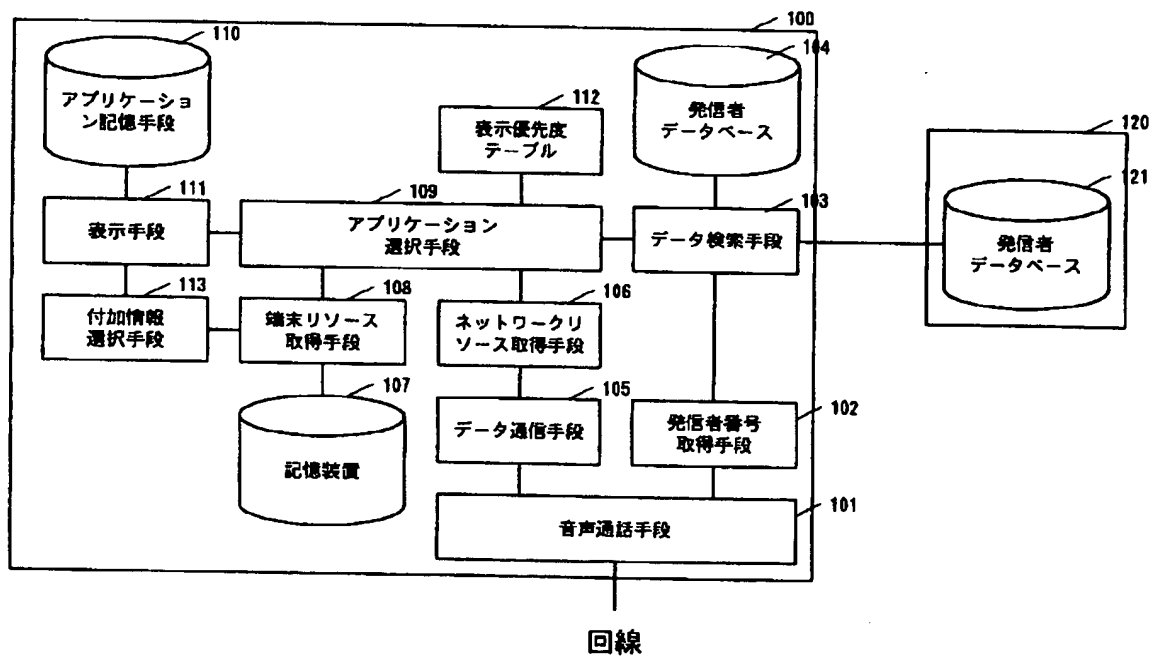 100
110
104
アプリケーショ
ン記憶手段
112
発信者
データベース
表示優先度
テーブル
120
111
109
103
121
表示手段
アプリケーション
選択手段
データ検索手段
発信者
データベース
113
108
106
付加情報
選択手段
端末リソース
取得手段
ネットワークリ
ソース取得手段
107
105
102
記憶装置
データ通信手段
発信者番号
取得手段
101
音声通話手段
回線